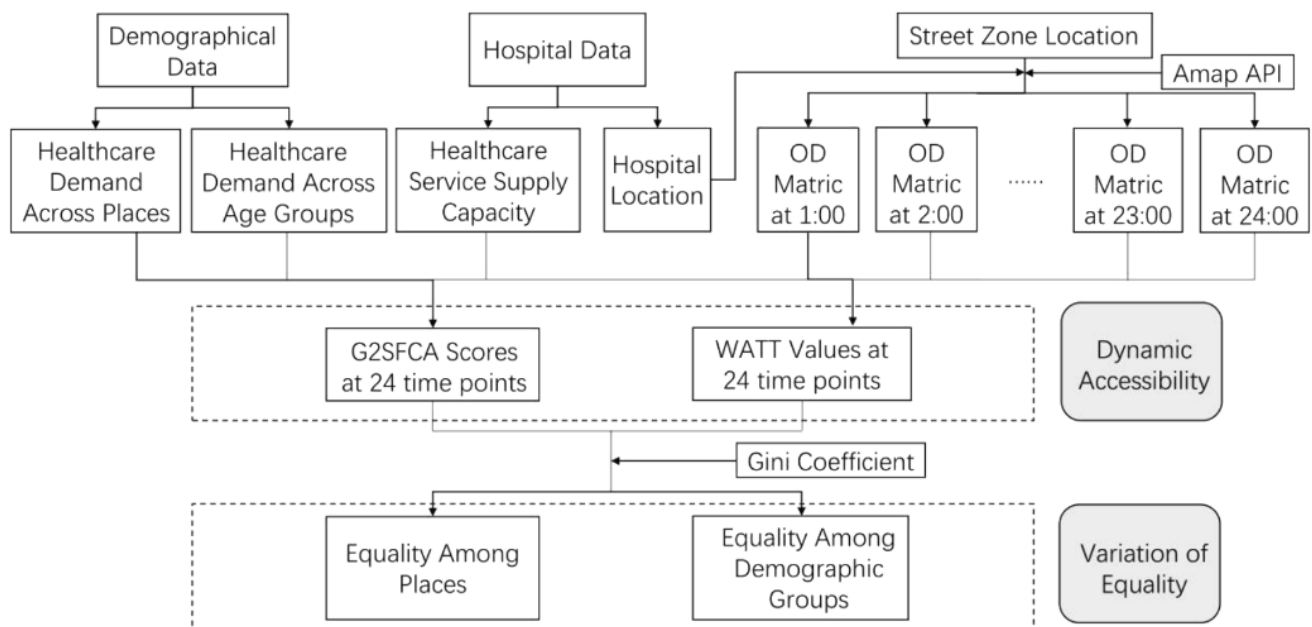 Demographical
Data
Hospital Data
Street Zone Location
Amap API
Healthcare
Demand
Across Places
Healthcare
Demand Across
Age Groups
Healthcare
Service Supply
Capacity
Hospital
Location
OD
Matric
at 1:00
OD
Matric
at 2:00
......
OD
Matric
at 23:00
OD
Matric
at 24:00
G2SFCA Scores
at 24 time points
WATT Values at
24 time points
Dynamic
Accessibility
Gini Coefficient
Equality Among
Places
Equality Among
Demographic
Groups
Variation of
Equality